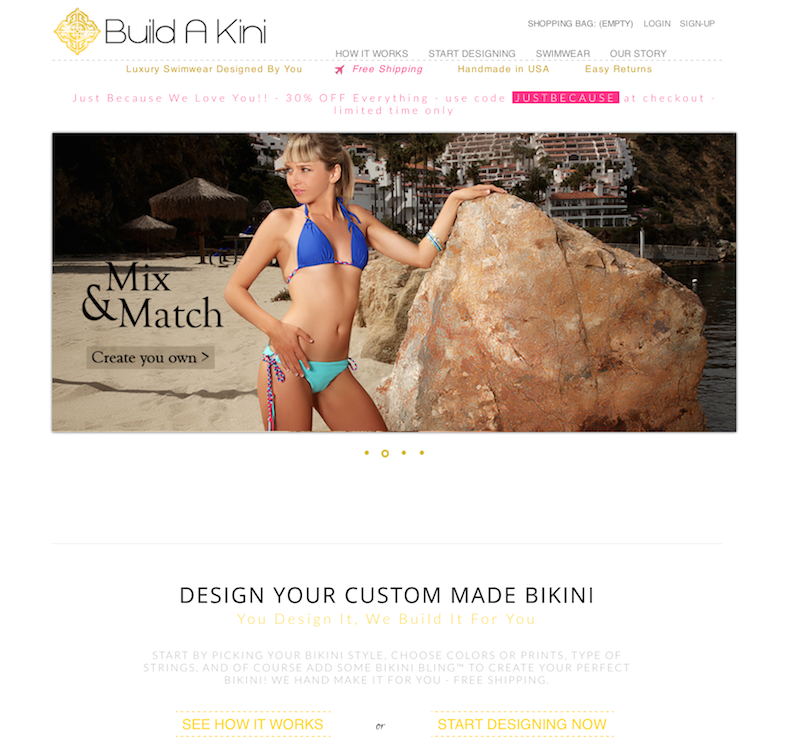 Build A Kini
SHOPPING BAG: (EMPTY) LOGIN SIGN-UP
HOW IT WORKS START DESIGNING SWIMWEAR OUR STORY
Luxury Swimwear Designed By You Free Shipping Handmade in USA Easy Returns
Just Because We Love You!! - 30% OFF Everything - use code JUSTBECAUSE at checkout -
limited time only
Mix
& Match
Create you own >
DESIGN YOUR CUSTOM MADE BIKINI
You Design It, We Build It For You
START BY PICKING YOUR BIKINI STYLE, CHOOSE COLORS OR PRINTS, TYPE OF
STRINGS, AND OF COURSE ADD SOME BIKINI BLING™ TO CREATE YOUR PERFECT
BIKINI! WE HAND MAKE IT FOR YOU - FREE SHIPPING.
SEE HOW IT WORKS or START DESIGNING NOW